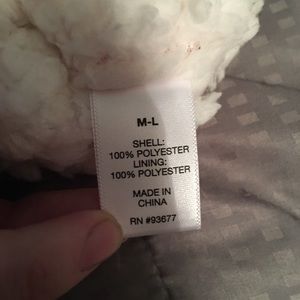 M-L
SHELL:
100% POLYESTER
LINING:
100% POLYESTER
MADE IN
CHINA
RN #93677